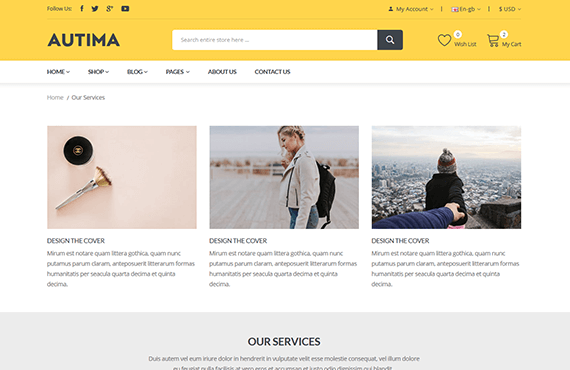 Follow Us:
My Account
En-gb
$ USD
AUTIMA
Search entire store here ...
0
Wish List
2
My Cart
HOME
SHOP
BLOG
PAGES
ABOUT US
CONTACT US
Home / Our Services
DESIGN THE COVER
Mirum est notare quam littera gothica, quam nunc
putamus parum claram, anteposuerit litterarum formas
humanitatis per seacula quarta decima et quinta
decima.
DESIGN THE COVER
Mirum est notare quam littera gothica, quam nunc
putamus parum claram, anteposuerit litterarum formas
humanitatis per seacula quarta decima et quinta
decima.
DESIGN THE COVER
Mirum est notare quam littera gothica, quam nunc
putamus parum claram, anteposuerit litterarum formas
humanitatis per seacula quarta decima et quinta
decima.
OUR SERVICES
Duis autem vel eum iriure dolor in hendrerit in vulputate velit esse molestie consequat, vel illum dolore
eu feugiat nulla facilisis at vero eros et accumsan et iusto odio dignissim qui blandit